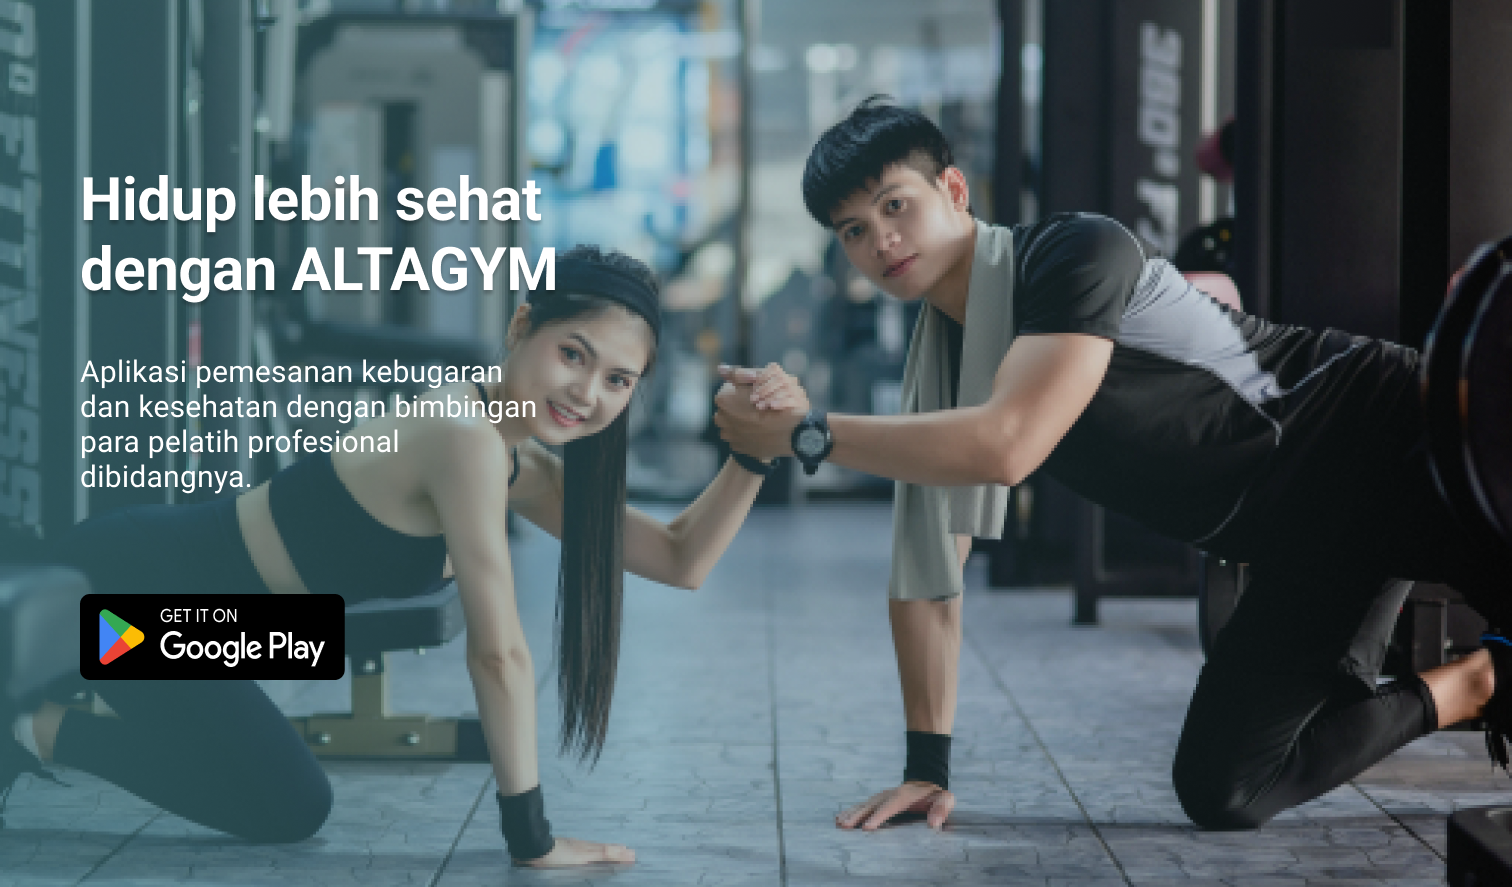 Hidup lebih sehat
dengan ALTAGYM
Aplikasi pemesanan kebugaran
dan kesehatan dengan bimbingan
para pelatih profesional
dibidangnya.
GET IT ON
Google Play